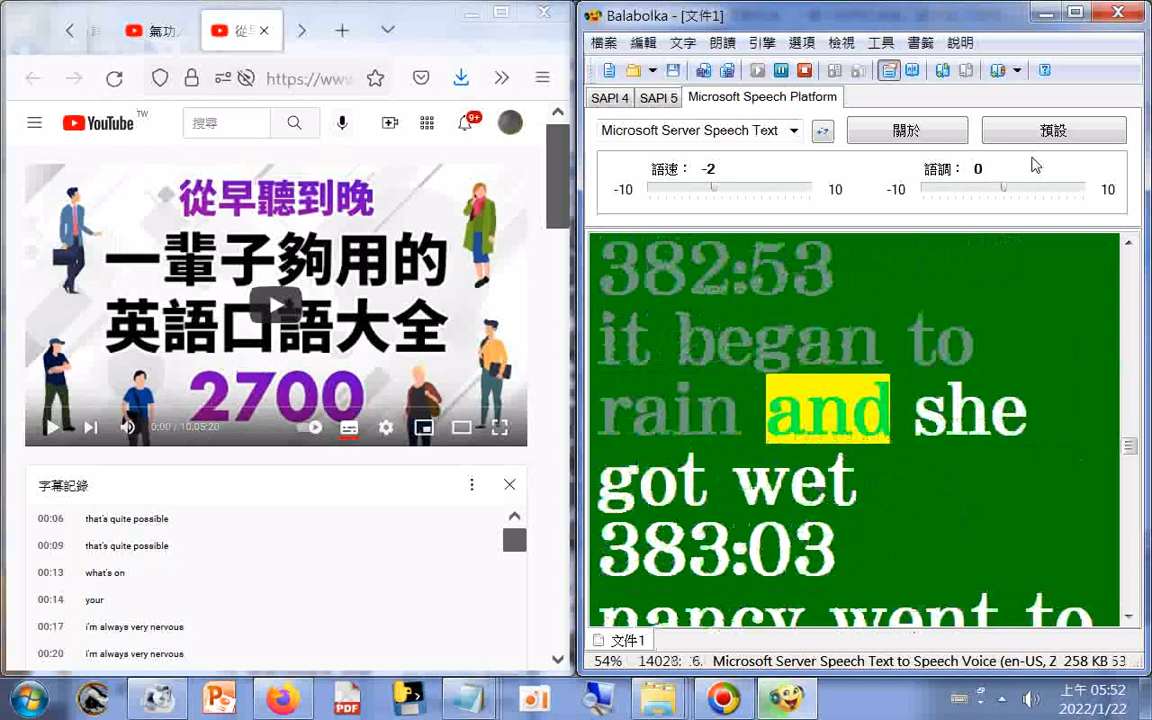 氣功
從
https://www
YouTube TW
搜尋
9+
從早聽到晚
一輩子夠用的
英語口語大全
2700
0:00 / 10:05:20
字幕記錄
00:06 that's quite possible
00:09 that's quite possible
00:13 what's on
00:14 your
00:17 i'm always very nervous
00:20 i'm always very nervous
Balabolka - [文件1]
檔案 編輯 文字 朗讀 引擎 選項 檢視 工具 書籤 說明
SAPI 4 SAPI 5 Microsoft Speech Platform
Microsoft Server Speech Text 關於 預設
語速： -2 語調： 0
-10 10 -10 10
382:53
it began to
rain and she
got wet
383:03
nancy went to
文件1
54% Microsoft Server Speech Text to Speech Voice (en-US, Z 258 KB 53
PDF
上午 05:52
2022/1/22